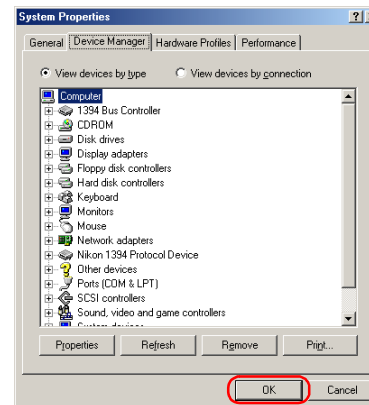 System Properties
General Device Manager Hardware Profiles Performance
View devices by type View devices by connection
Computer
1394 Bus Controller
CDROM
Disk drives
Display adapters
Floppy disk controllers
Hard disk controllers
Keyboard
Monitors
Mouse
Network adapters
Nikon 1394 Protocol Device
Other devices
Ports (COM & LPT)
SCSI controllers
Sound, video and game controllers
System devices
Properties Refresh Remove Print...
OK Cancel